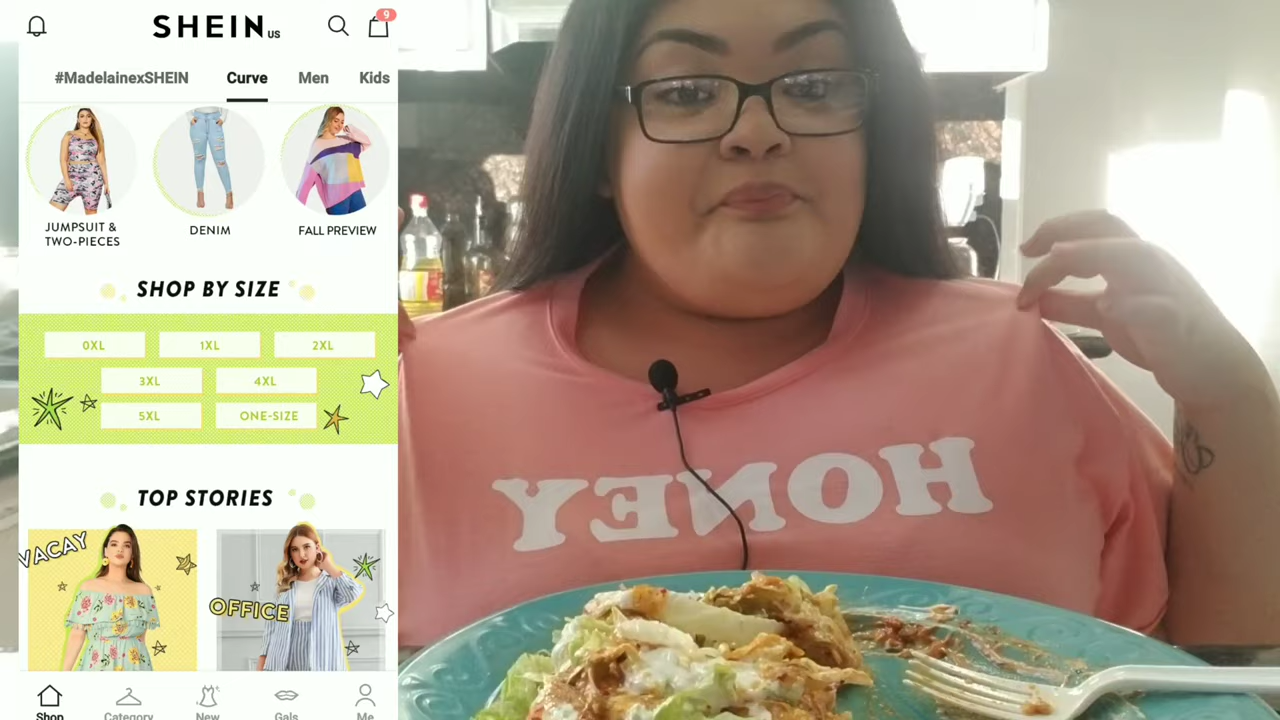 SHEIN US
9
#MadelainexSHEIN Curve Men Kids
JUMPSUIT & TWO-PIECES
DENIM
FALL PREVIEW
SHOP BY SIZE
0XL 1XL 2XL
3XL 4XL
5XL ONE-SIZE
TOP STORIES
VACAY
OFFICE
Shop Category New Gals Me
HONEY